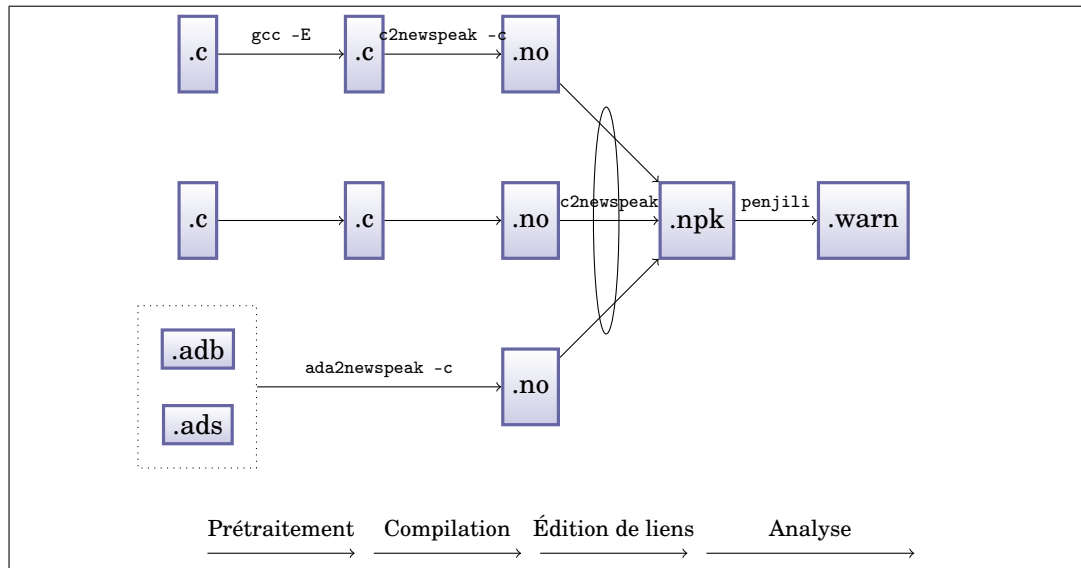 gcc -E
c2newspeak -c
.c
.c
.no
c2newspeak
penjili
.c
.c
.no
.npk
.warn
.adb
ada2newspeak -c
.no
.ads
Prétraitement
Compilation
Édition de liens
Analyse